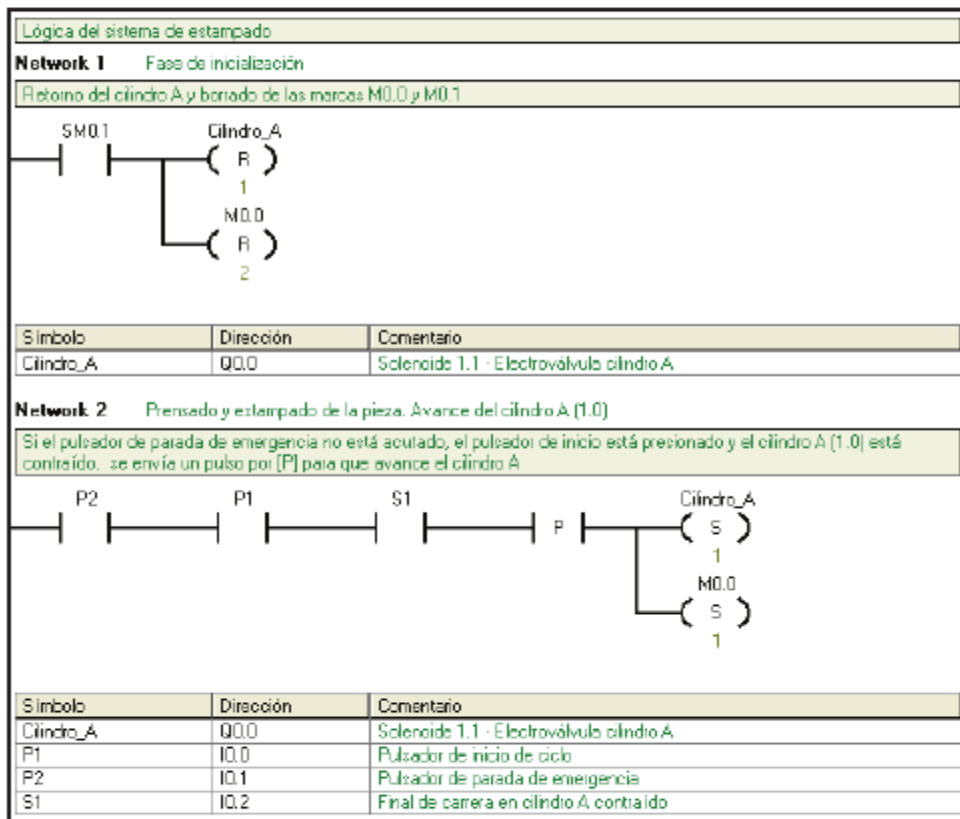 Lógica del sistema de estampado
Network 1 Fase de inicialización
Retorno del cilindro A y borrado de las marcas M0.0 y M0.1
SM0.1 Cilindro_A
R
1
M0.0
R
2
Símbolo Dirección Comentario
Cilindro_A Q0.0 Solenoide 1.1 - Electroválvula cilindro A
Network 2 Prensado y estampado de la pieza. Avance del cilindro A (1.0)
Si el pulsador de parada de emergencia no está acutado, el pulsador de inicio está presionado y el cilindro A (1.0) está
contraído, se envía un pulso por [P] para que avance el cilindro A
P2 P1 S1 Cilindro_A
P S
1
M0.0
S
1
Símbolo Dirección Comentario
Cilindro_A Q0.0 Solenoide 1.1 - Electroválvula cilindro A
P1 I0.0 Pulsador de inicio de ciclo
P2 I0.1 Pulsador de parada de emergencia
S1 I0.2 Final de carrera en cilindro A contraído